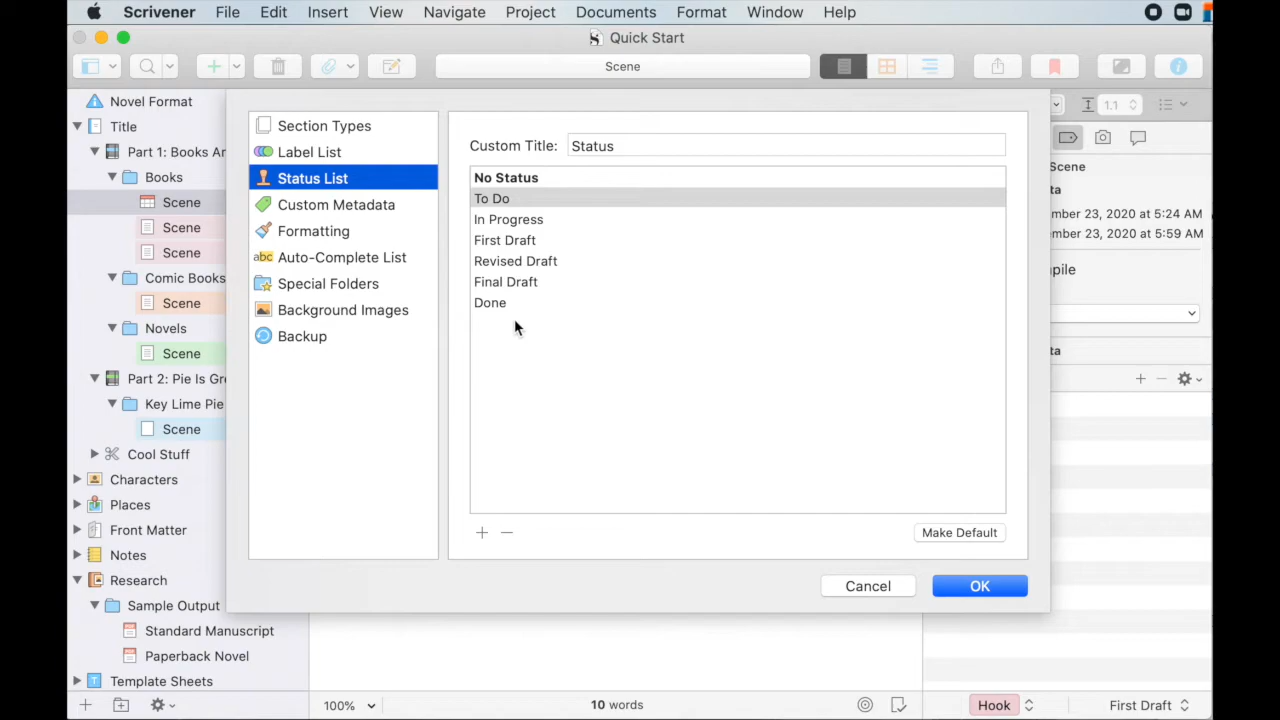 Scrivener File Edit Insert View Navigate Project Documents Format Window Help
Quick Start
Scene
Novel Format
Title
Part 1: Books Ar
Books
Scene
Scene
Scene
Comic Books
Scene
Novels
Scene
Part 2: Pie Is Gr
Key Lime Pie
Scene
Cool Stuff
Characters
Places
Front Matter
Notes
Research
Sample Output
Standard Manuscript
Paperback Novel
Template Sheets
Section Types
Label List
Status List
abc Auto-Complete List
Custom Metadata
Formatting
Special Folders
Background Images
Backup
Custom Title: Status
No Status
To Do
In Progress
First Draft
Revised Draft
Final Draft
Done
Make Default
Cancel OK
1.1
Scene
ta
mber 23, 2020 at 5:24 AM
mber 23, 2020 at 5:59 AM
pile
ta
100%
10 words
Hook
First Draft